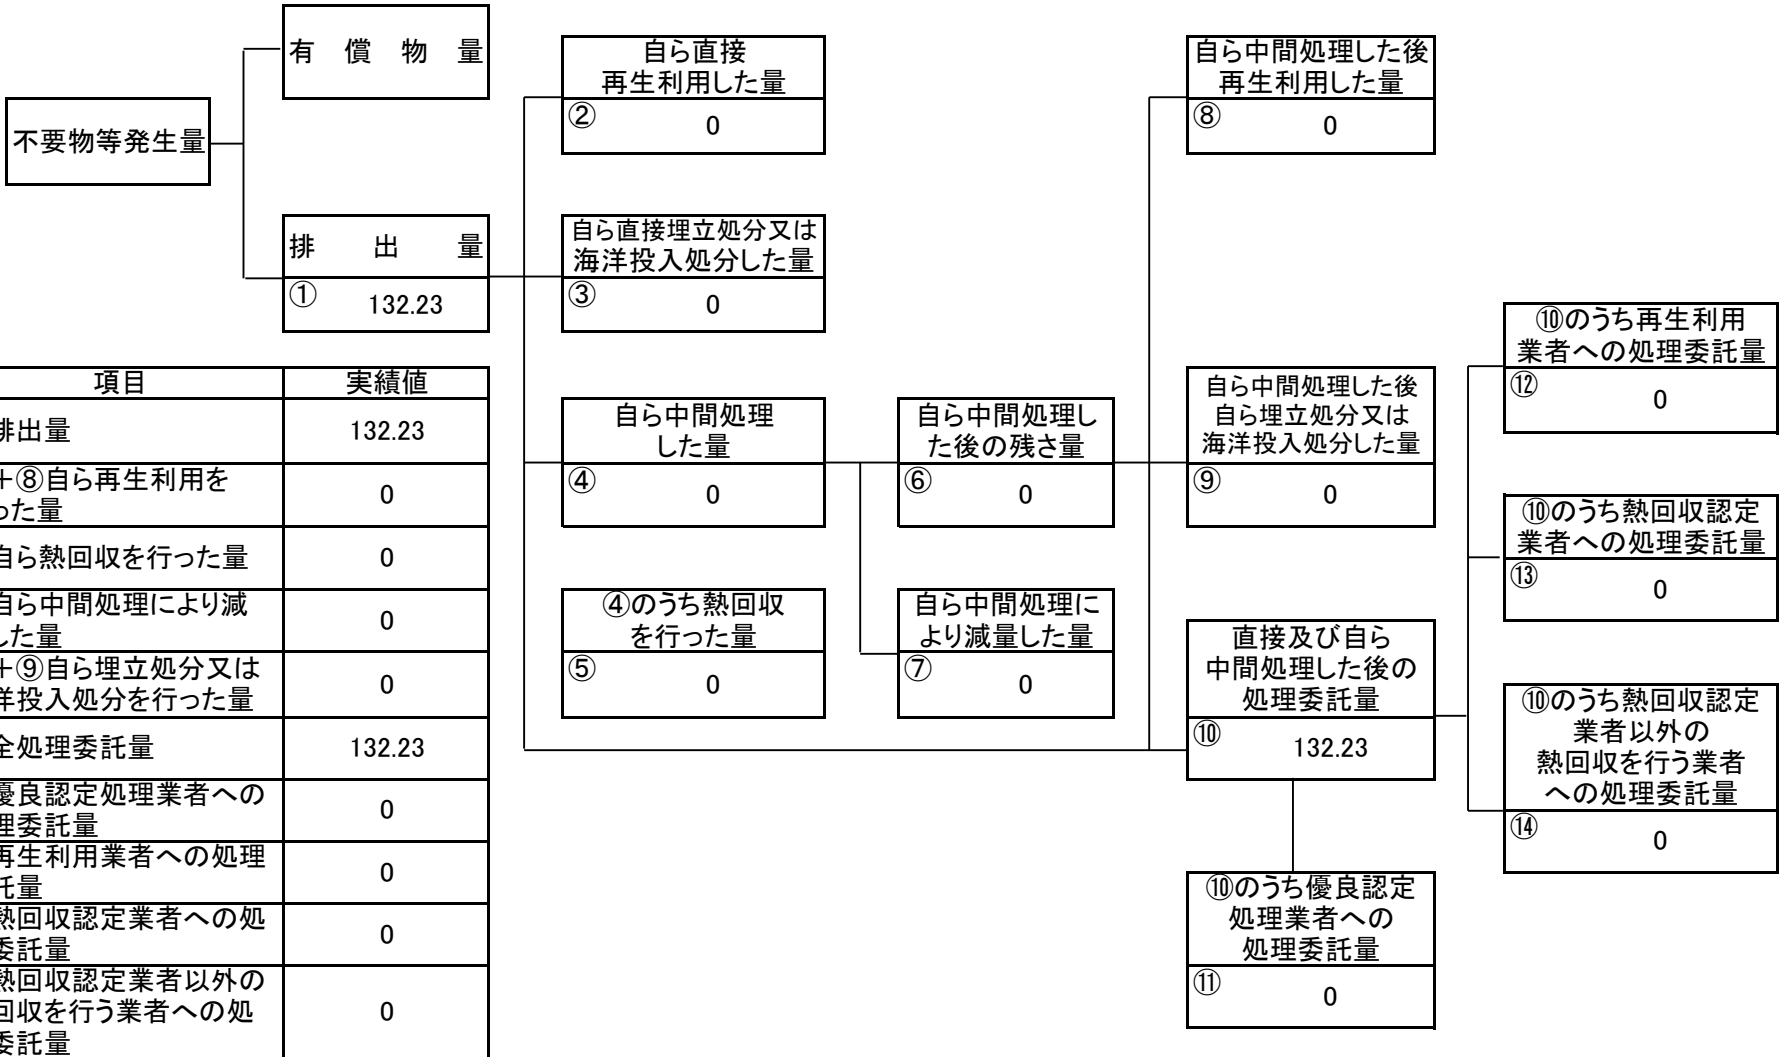 有償物量
不要物等発生量
排出量
① 132.23
自ら直接
再生利用した量
② 0
自ら直接埋立処分又は
海洋投入処分した量
③ 0
自ら中間処理
した量
④ 0
④のうち熱回収
を行った量
⑤ 0
自ら中間処理し
た後の残さ量
⑥ 0
自ら中間処理に
より減量した量
⑦ 0
自ら中間処理した後
再生利用した量
⑧ 0
自ら中間処理した後
自ら埋立処分又は
海洋投入処分した量
⑨ 0
直接及び自ら
中間処理した後の
処理委託量
⑩ 132.23
⑩のうち優良認定
処理業者への
処理委託量
⑪ 0
⑩のうち再生利用
業者への処理委託量
⑫ 0
⑩のうち熱回収認定
業者への処理委託量
⑬ 0
⑩のうち熱回収認定
業者以外の
熱回収を行う業者
への処理委託量
⑭ 0
項目 実績値
排出量 132.23
+⑧自ら再生利用を
った量 0
自ら熱回収を行った量 0
自ら中間処理により減
した量 0
+⑨自ら埋立処分又は
洋投入処分を行った量 0
全処理委託量 132.23
優良認定処理業者への
理委託量 0
再生利用業者への処理
託量 0
熱回収認定業者への処
委託量 0
熱回収認定業者以外の
回収を行う業者への処
委託量 0